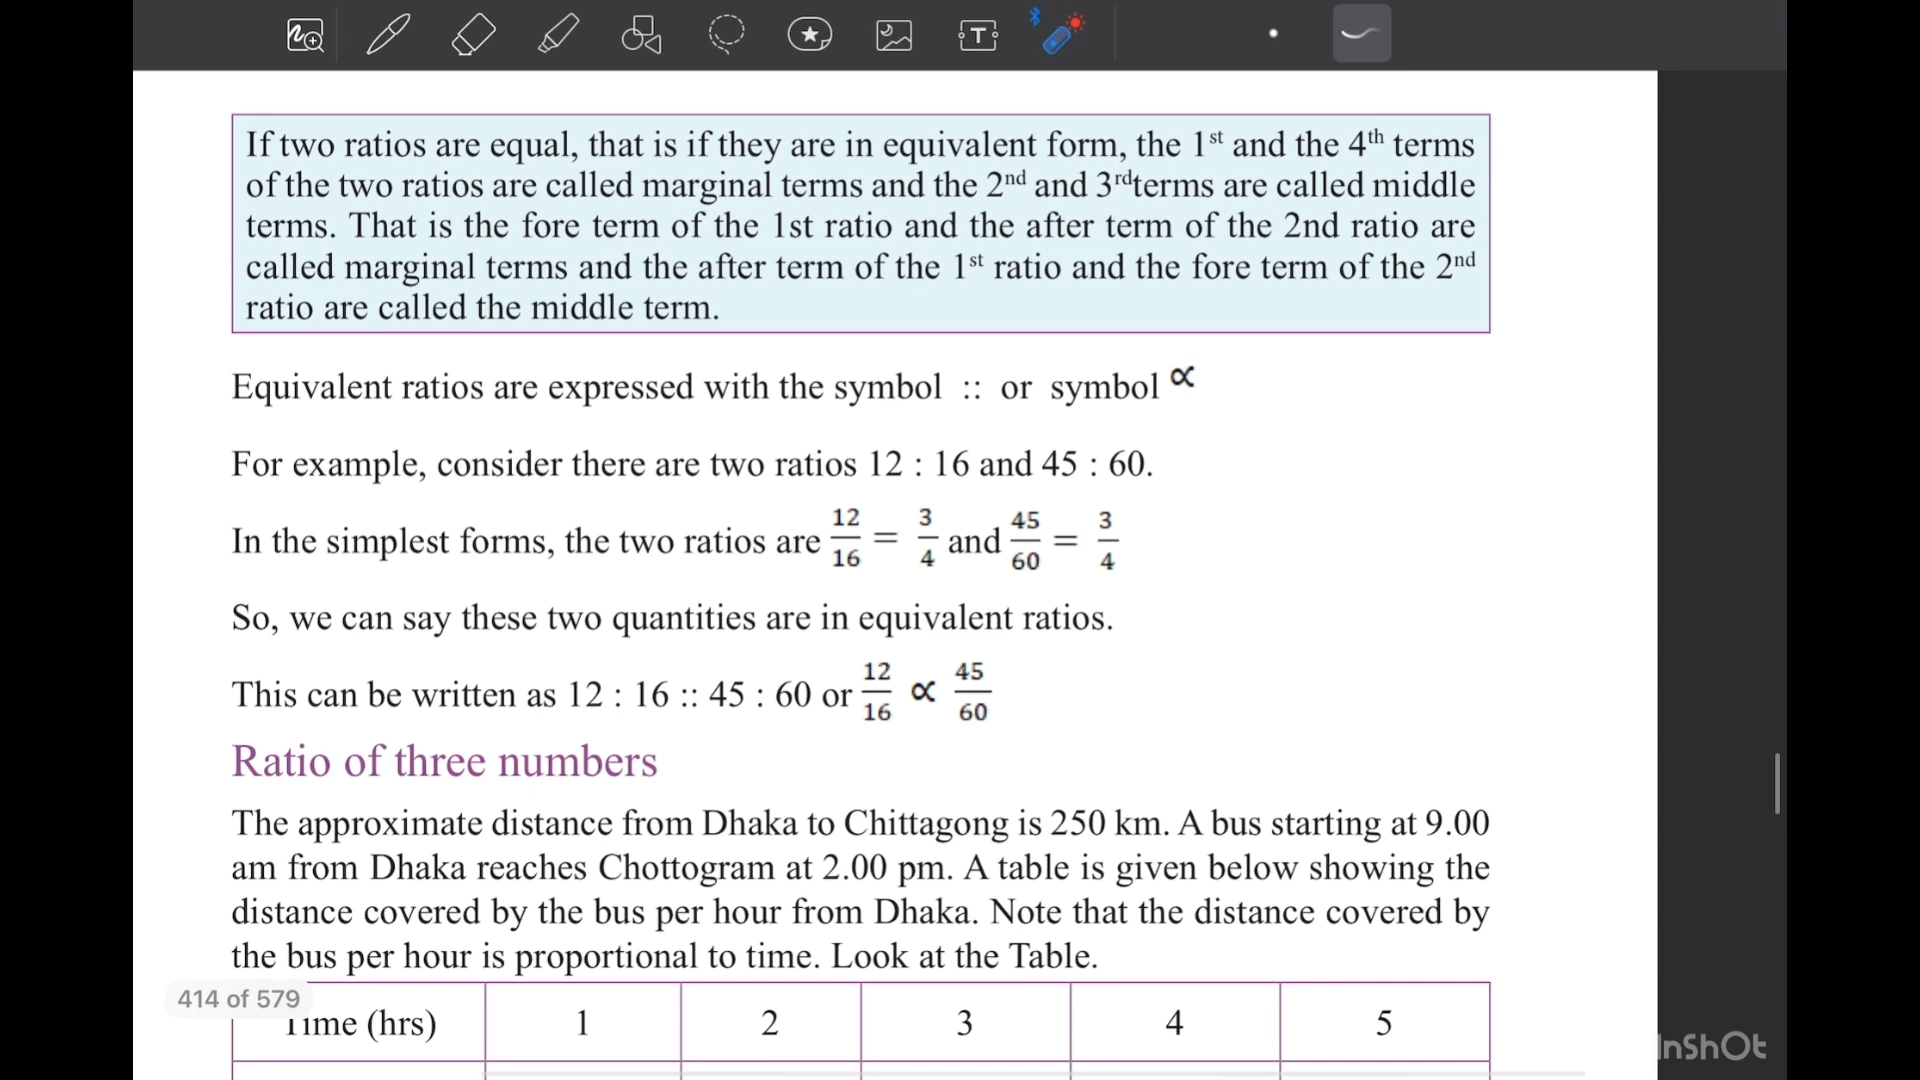 If two ratios are equal, that is if they are in equivalent form, the 1st and the 4th terms
of the two ratios are called marginal terms and the 2nd and 3rdterms are called middle
terms. That is the fore term of the 1st ratio and the after term of the 2nd ratio are
called marginal terms and the after term of the 1st ratio and the fore term of the 2nd
ratio are called the middle term.
Equivalent ratios are expressed with the symbol :: or symbol ∝
For example, consider there are two ratios 12 : 16 and 45 : 60.
In the simplest forms, the two ratios are 12/16 = 3/4 and 45/60 = 3/4
So, we can say these two quantities are in equivalent ratios.
This can be written as 12 : 16 :: 45 : 60 or 12/16 ∝ 45/60
Ratio of three numbers
The approximate distance from Dhaka to Chittagong is 250 km. A bus starting at 9.00
am from Dhaka reaches Chottogram at 2.00 pm. A table is given below showing the
distance covered by the bus per hour from Dhaka. Note that the distance covered by
the bus per hour is proportional to time. Look at the Table.
414 of 579
Time (hrs) 1 2 3 4 5
InShOt